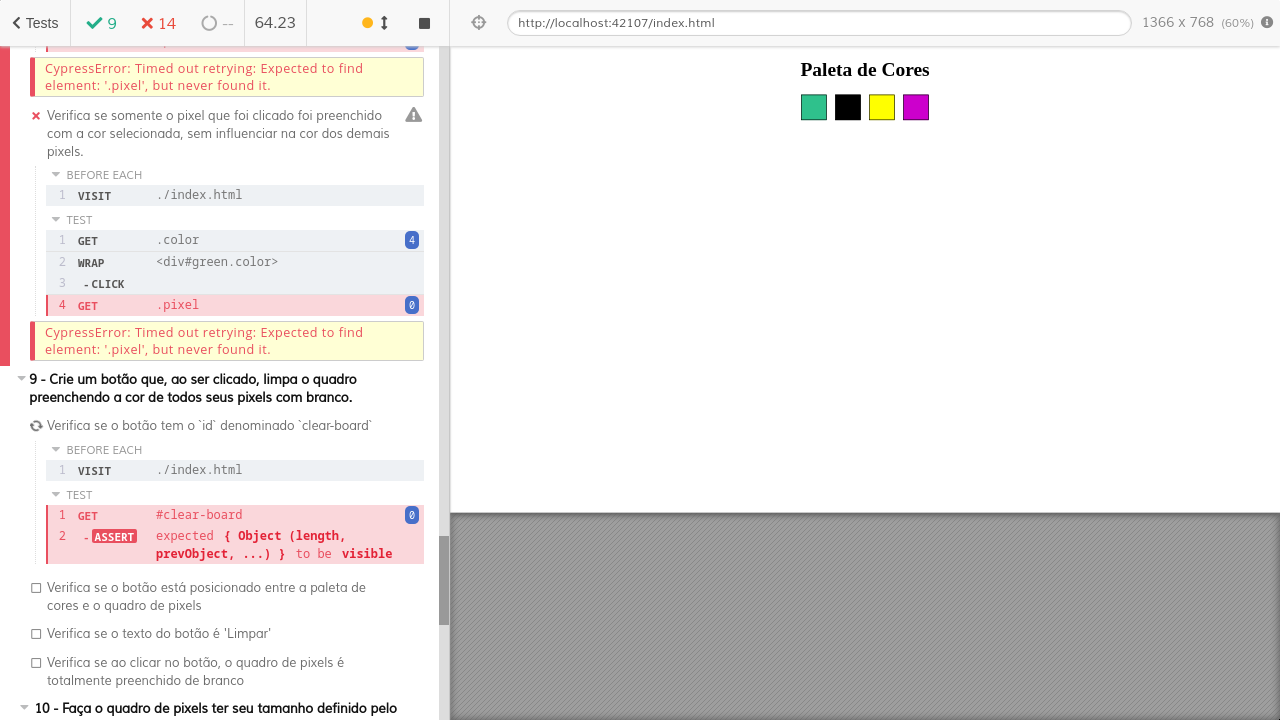 Tests
9
14
--
64.23
http://localhost:42107/index.html
1366 x 768 (60%)
CypressError: Timed out retrying: Expected to find
element: '.pixel', but never found it.
Verifica se somente o pixel que foi clicado foi preenchido
com a cor selecionada, sem influenciar na cor dos demais
pixels.
BEFORE EACH
1 VISIT ./index.html
TEST
1 GET .color 4
2 WRAP <div#green.color>
3 -CLICK
4 GET .pixel 0
CypressError: Timed out retrying: Expected to find
element: '.pixel', but never found it.
9 - Crie um botão que, ao ser clicado, limpa o quadro
preenchendo a cor de todos seus pixels com branco.
Verifica se o botão tem o `id` denominado `clear-board`
BEFORE EACH
1 VISIT ./index.html
TEST
1 GET #clear-board 0
2 -ASSERT expected { Object (length,
prevObject, ...) } to be visible
Verifica se o botão está posicionado entre a paleta de
cores e o quadro de pixels
Verifica se o texto do botão é 'Limpar'
Verifica se ao clicar no botão, o quadro de pixels é
totalmente preenchido de branco
10 - Faça o quadro de pixels ter seu tamanho definido pelo
Paleta de Cores